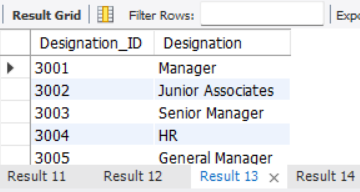 Result Grid Filter Rows: Expo
Designation_ID Designation
3001 Manager
3002 Junior Associates
3003 Senior Manager
3004 HR
3005 General Manager
Result 11 Result 12 Result 13 Result 14